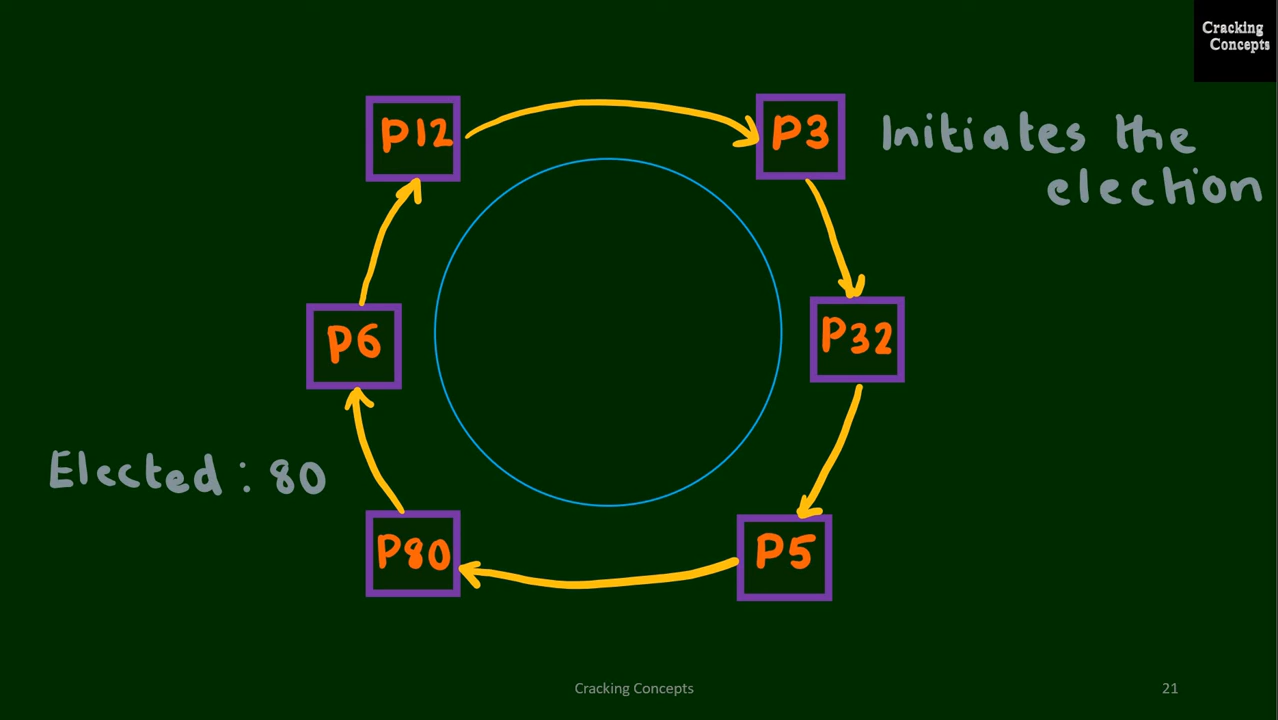 Cracking
Concepts
P12
P3
Initiates the
election
P6
P32
Elected: 80
P80
P5
Cracking Concepts
21